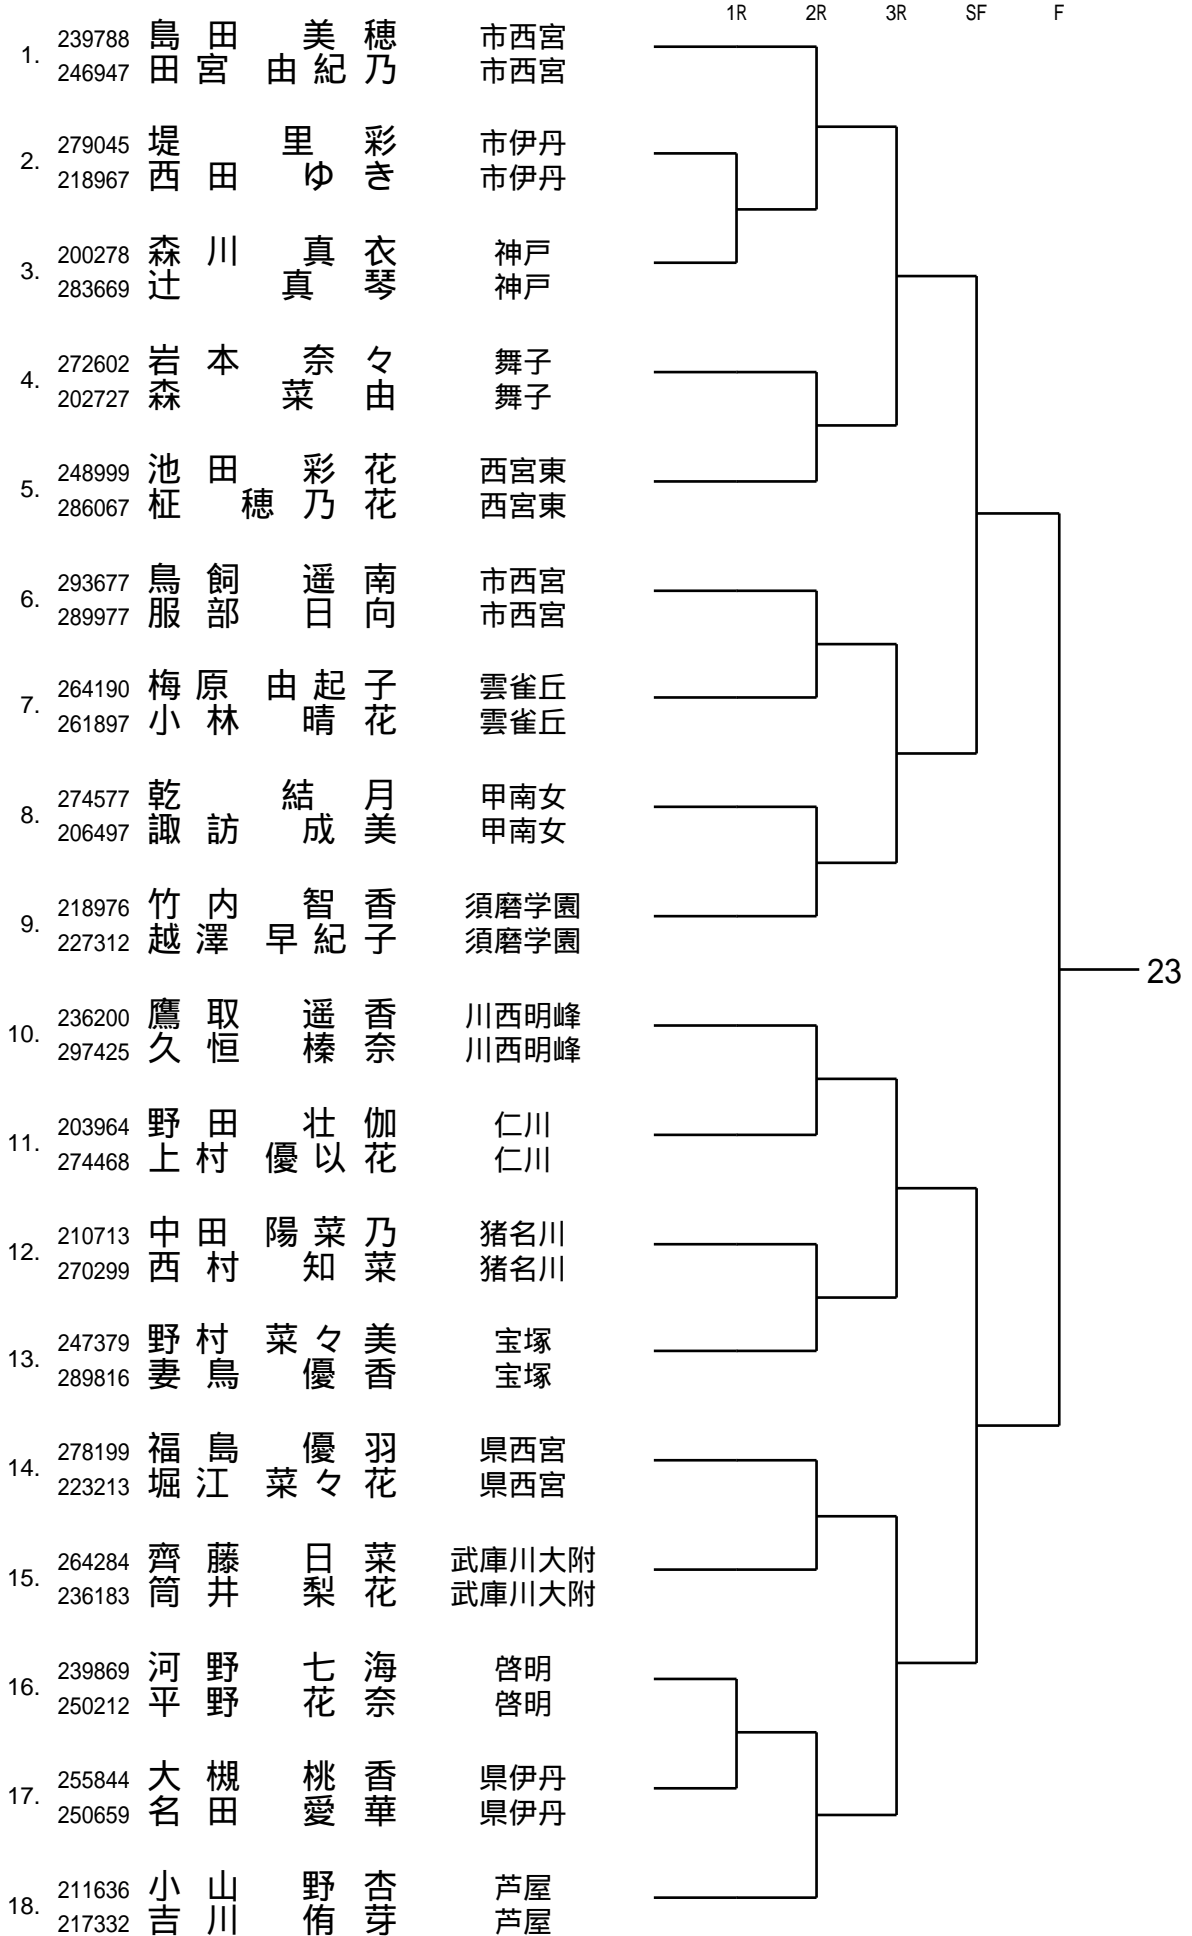 1R 2R 3R SF F
1. 239788 島田 美穂 市西宮
246947 田宮 由紀乃 市西宮
2. 279045 堤 里彩 市伊丹
218967 西田 ゆき 市伊丹
3. 200278 森川 真衣 神戸
283669 辻 真琴 神戸
4. 272602 岩本 奈々 舞子
202727 森 菜由 舞子
5. 248999 池田 彩花 西宮東
286067 柾 穂乃花 西宮東
6. 293677 鳥飼 遥南 市西宮
289977 服部 日向 市西宮
7. 264190 梅原 由起子 雲雀丘
261897 小林 晴花 雲雀丘
8. 274577 乾 結月 甲南女
206497 諏訪 成美 甲南女
9. 218976 竹内 智香 須磨学園
227312 越澤 早紀子 須磨学園
23
10. 236200 鷹取 遥香 川西明峰
297425 久恒 榛奈 川西明峰
11. 203964 野田 壮伽 仁川
274468 上村 優以花 仁川
12. 210713 中田 陽菜乃 猪名川
270299 西村 知菜 猪名川
13. 247379 野村 菜々美 宝塚
289816 妻鳥 優香 宝塚
14. 278199 福島 優羽 県西宮
223213 堀江 菜々花 県西宮
15. 264284 齊藤 日菜 武庫川大附
236183 筒井 梨花 武庫川大附
16. 239869 河野 七海 啓明
250212 平野 花奈 啓明
17. 255844 大槻 桃香 県伊丹
250659 名田 愛華 県伊丹
18. 211636 小山 野杏 芦屋
217332 吉川 侑芽 芦屋